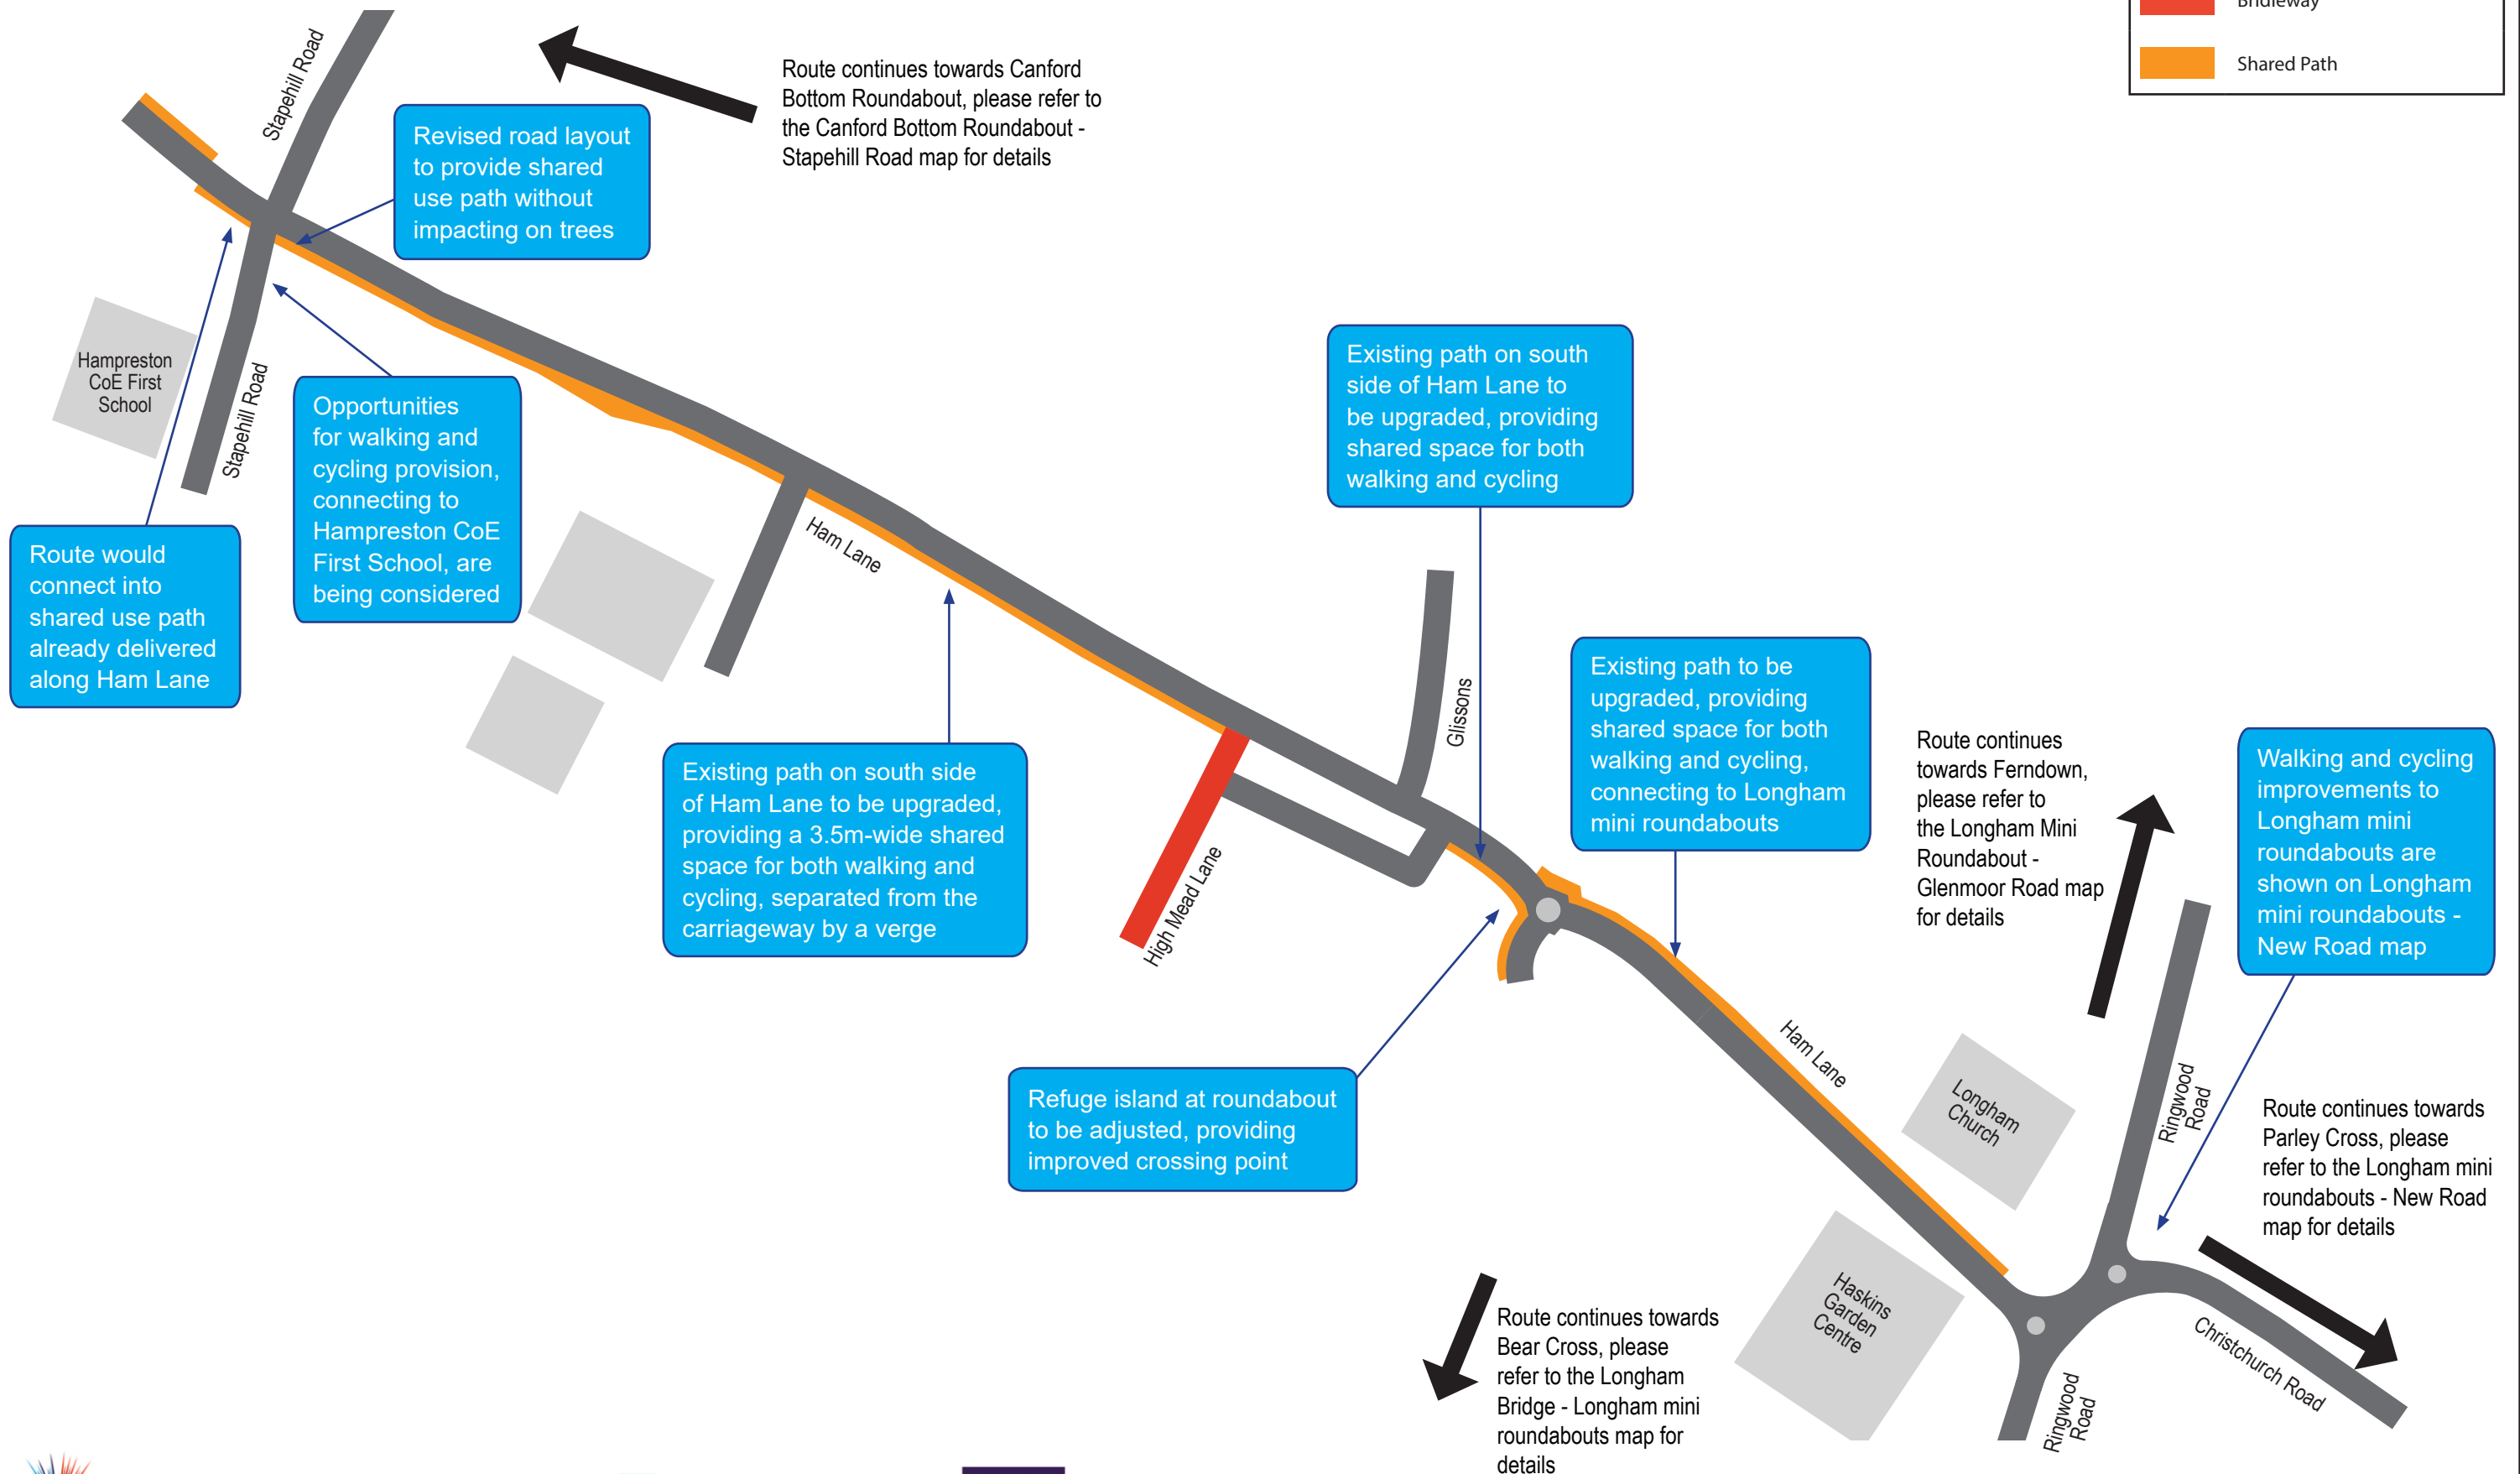 Bridleway
Shared Path
Stapehill Road
Route continues towards Canford
Bottom Roundabout, please refer to
the Canford Bottom Roundabout -
Stapehill Road map for details
Revised road layout
to provide shared
use path without
impacting on trees
Hampreston
CoE First
School
Stapehill Road
Opportunities
for walking and
cycling provision,
connecting to
Hampreston CoE
First School, are
being considered
Route would
connect into
shared use path
already delivered
along Ham Lane
Ham Lane
Existing path on south
side of Ham Lane to
be upgraded, providing
shared space for both
walking and cycling
Existing path on south side
of Ham Lane to be upgraded,
providing a 3.5m-wide shared
space for both walking and
cycling, separated from the
carriageway by a verge
High Mead Lane
Glissons
Existing path to be
upgraded, providing
shared space for both
walking and cycling,
connecting to Longham
mini roundabouts
Route continues
towards Ferndown,
please refer to
the Longham Mini
Roundabout -
Glenmoor Road map
for details
Walking and cycling
improvements to
Longham mini
roundabouts are
shown on Longham
mini roundabouts -
New Road map
Refuge island at roundabout
to be adjusted, providing
improved crossing point
Ham Lane
Longham
Church
Ringwood
Road
Route continues towards
Parley Cross, please
refer to the Longham mini
roundabouts - New Road
map for details
Haskins
Garden
Centre
Route continues towards
Bear Cross, please
refer to the Longham
Bridge - Longham mini
roundabouts map for
details
Christchurch Road
Ringwood
Road